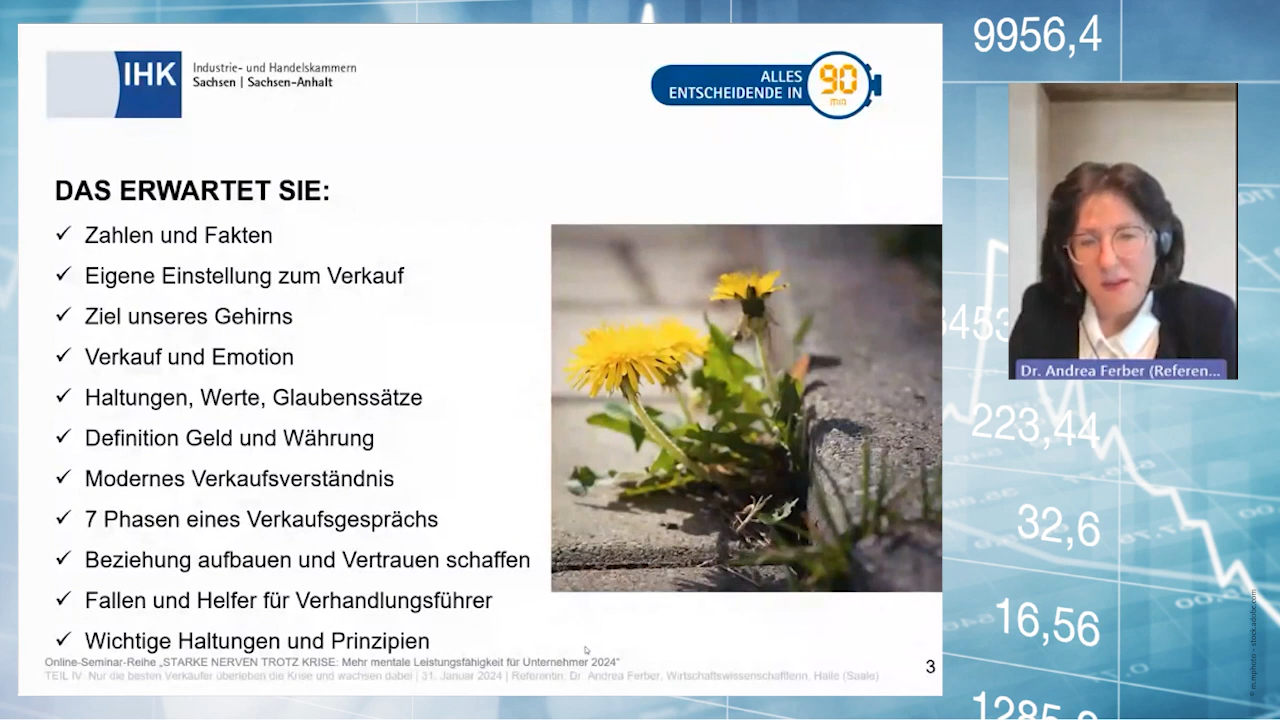 IHK
Industrie- und Handelskammern
Sachsen | Sachsen-Anhalt
ALLES
ENTSCHEIDENDE IN
90
min
DAS ERWARTET SIE:
✓ Zahlen und Fakten
✓ Eigene Einstellung zum Verkauf
✓ Ziel unseres Gehirns
✓ Verkauf und Emotion
✓ Haltungen, Werte, Glaubenssätze
✓ Definition Geld und Währung
✓ Modernes Verkaufsverständnis
✓ 7 Phasen eines Verkaufsgesprächs
✓ Beziehung aufbauen und Vertrauen schaffen
✓ Fallen und Helfer für Verhandlungsführer
✓ Wichtige Haltungen und Prinzipien
Online-Seminar-Reihe „STARKE NERVEN TROTZ KRISE: Mehr mentale Leistungsfähigkeit für Unternehmer 2024“
TEIL IV: Nur die besten Verkäufer überleben die Krise und wachsen dabei | 31. Januar 2024 | Referentin: Dr. Andrea Ferber, Wirtschaftswissenschaftlerin, Halle (Saale)
3
Dr. Andrea Ferber (Referen...
9956,4
223,44
32,6
16,56